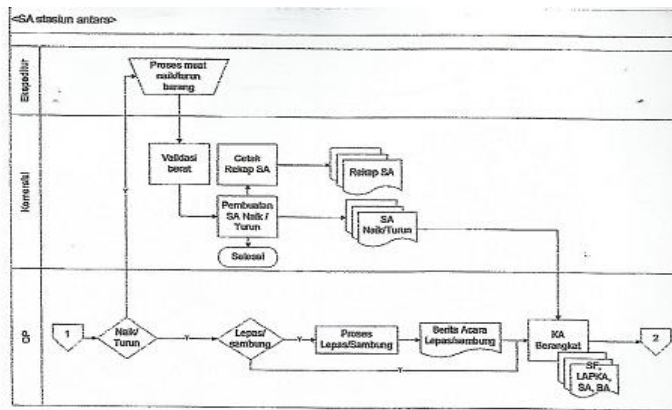 <SA stasiun antara>
Ekspeditur
Proses muat
naik/turun
barang
Komersial
Validasi
berat
Cetak
Rekap SA
Rekap SA
Pembuatan
SA Naik /
Turun
SA
Naik/Turun
Selesai
Y
OP
1
Naik/
Turun
Y
Lepas/
sambung
Y
Proses
Lepas/Sambung
Berita Acara
Lepas/sambung
KA
Berangkat
2
Y
SF,
LAPKA,
SA, BA